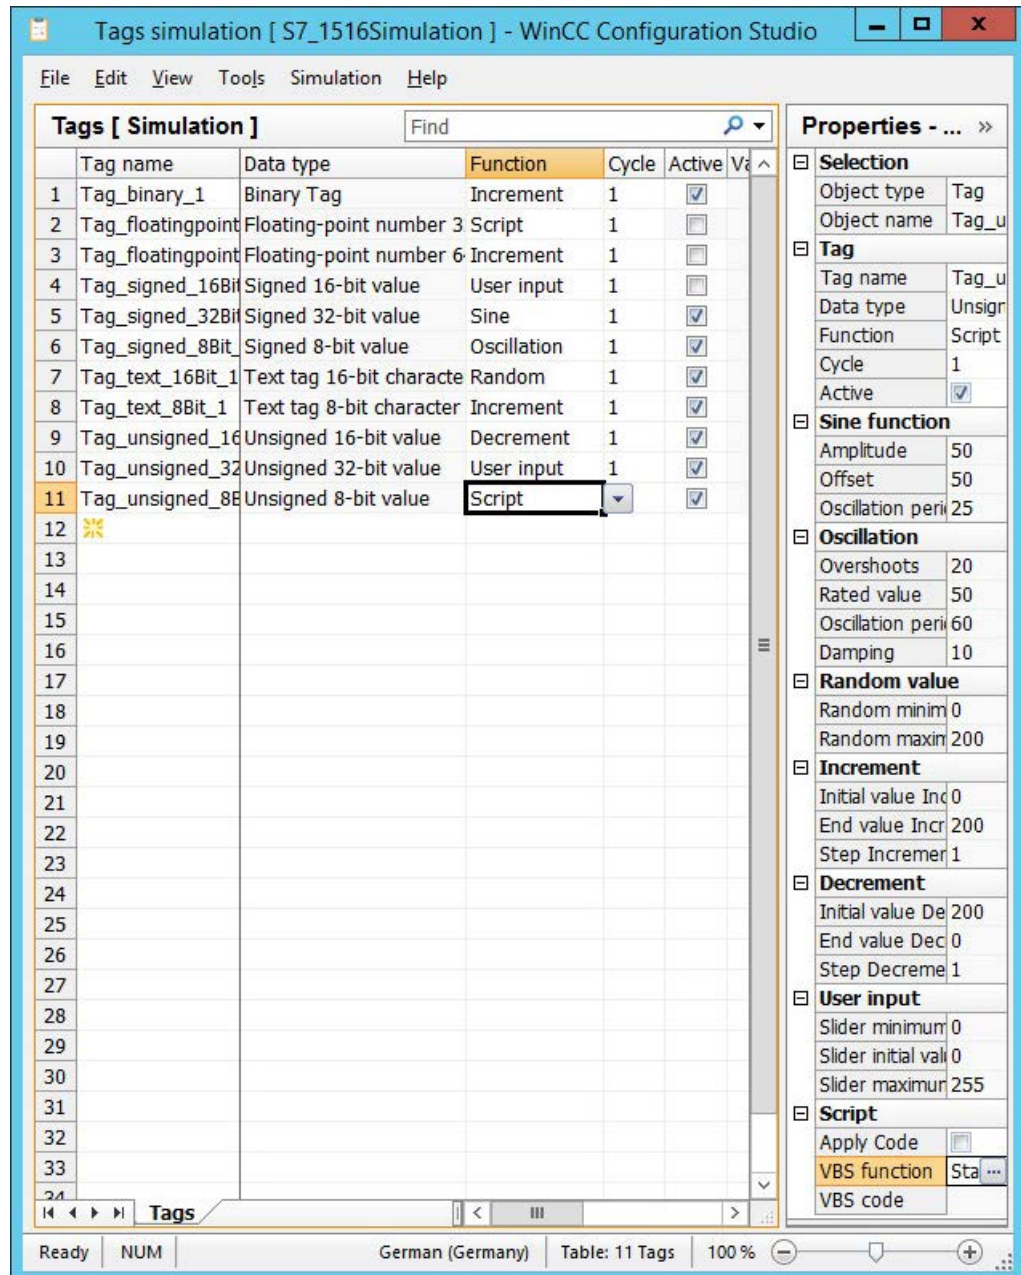 Tags simulation [ S7_1516Simulation ] - WinCC Configuration Studio
File Edit View Tools Simulation Help
Tags [ Simulation ] Find
Tag name Data type Function Cycle Active Va
1 Tag_binary_1 Binary Tag Increment 1
2 Tag_floatingpoint Floating-point number 3 Script 1
3 Tag_floatingpoint Floating-point number 6 Increment 1
4 Tag_signed_16Bit Signed 16-bit value User input 1
5 Tag_signed_32Bit Signed 32-bit value Sine 1
6 Tag_signed_8Bit_ Signed 8-bit value Oscillation 1
7 Tag_text_16Bit_1 Text tag 16-bit characte Random 1
8 Tag_text_8Bit_1 Text tag 8-bit character Increment 1
9 Tag_unsigned_16 Unsigned 16-bit value Decrement 1
10 Tag_unsigned_32 Unsigned 32-bit value User input 1
11 Tag_unsigned_8B Unsigned 8-bit value Script
12
13
14
15
16
17
18
19
20
21
22
23
24
25
26
27
28
29
30
31
32
33
34
Tags
Properties - ... »
Selection
Object type Tag
Object name Tag_u
Tag
Tag name Tag_u
Data type Unsigr
Function Script
Cycle 1
Active
Sine function
Amplitude 50
Offset 50
Oscillation peri 25
Oscillation
Overshoots 20
Rated value 50
Oscillation peri 60
Damping 10
Random value
Random minim 0
Random maxim 200
Increment
Initial value Inc 0
End value Incr 200
Step Incremer 1
Decrement
Initial value De 200
End value Dec 0
Step Decreme 1
User input
Slider minimum 0
Slider initial valu 0
Slider maximur 255
Script
Apply Code
VBS function Sta ...
VBS code
Ready NUM German (Germany) Table: 11 Tags 100 %